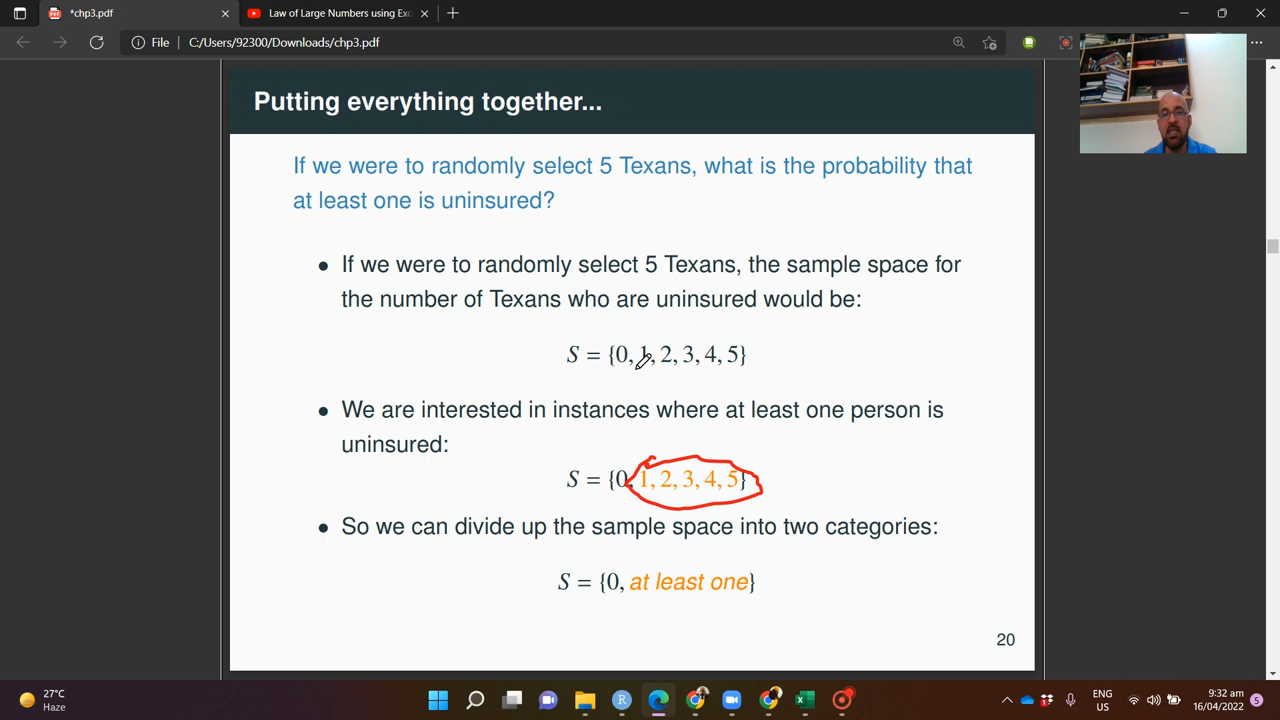 *chp3.pdf
Law of Large Numbers using Exc
File
C:/Users/92300/Downloads/chp3.pdf
Putting everything together...
If we were to randomly select 5 Texans, what is the probability that
at least one is uninsured?
• If we were to randomly select 5 Texans, the sample space for
the number of Texans who are uninsured would be:
S = {0, 1, 2, 3, 4, 5}
• We are interested in instances where at least one person is
uninsured:
S = {0, 1, 2, 3, 4, 5}
• So we can divide up the sample space into two categories:
S = {0, at least one}
20
27°C
Haze
ENG
US
9:32 am
16/04/2022
5